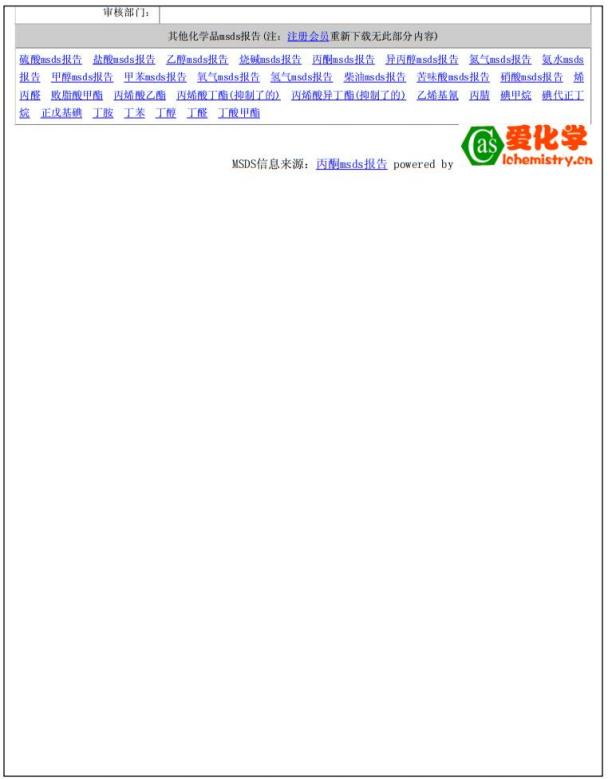 审核部门：
其他化学品msds报告(注：注册会员重新下载无此部分内容)
硫酸msds报告 盐酸msds报告 乙醇msds报告 烧碱msds报告 丙酮msds报告 异丙醇msds报告 氮气msds报告 氨水msds
报告 甲醇msds报告 甲苯msds报告 氧气msds报告 氢气msds报告 柴油msds报告 苦味酸msds报告 硝酸msds报告 烯
丙醛 败脂酸甲酯 丙烯酸乙酯 丙烯酸丁酯(抑制了的) 丙烯酸异丁酯(抑制了的) 乙烯基氰 丙腈 碘甲烷 碘代正丁
烷 正戊基碘 丁胺 丁苯 丁醇 丁醛 丁酸甲酯
Cas 爱化学
Ichemistry.cn
MSDS信息来源：丙酮msds报告 powered by